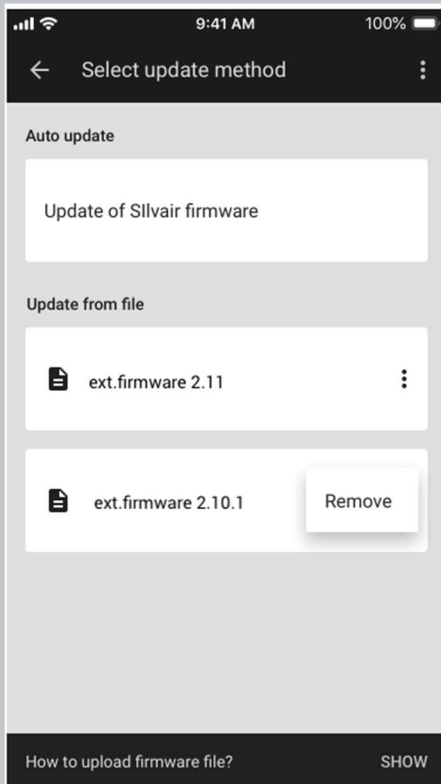 9:41 AM 100%
Select update method
Auto update
Update of SIlvair firmware
Update from file
ext.firmware 2.11
ext.firmware 2.10.1 Remove
How to upload firmware file? SHOW